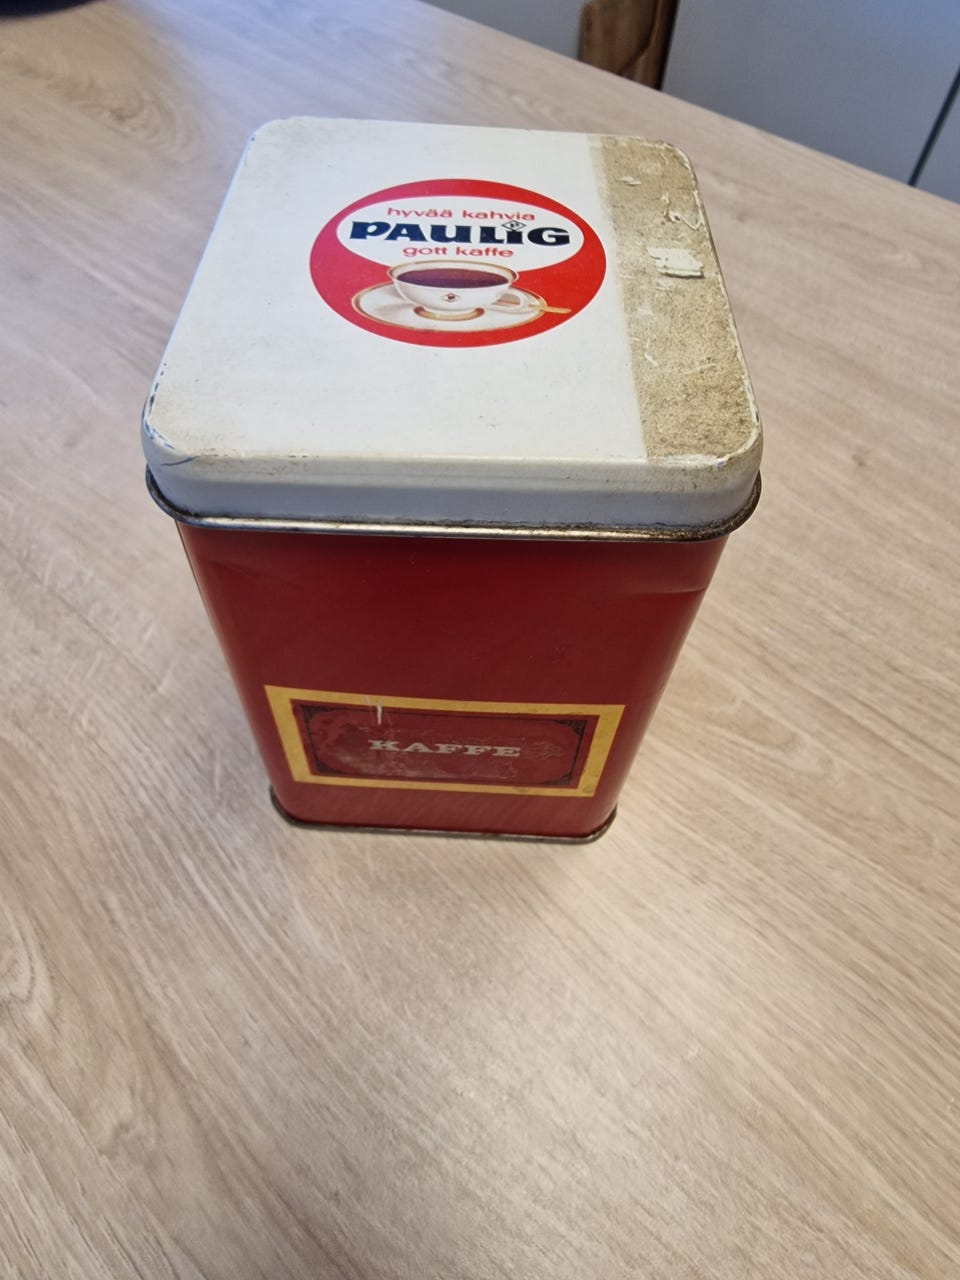 hyvää kahvia
PAULiG
gott kaffe
KAFFE